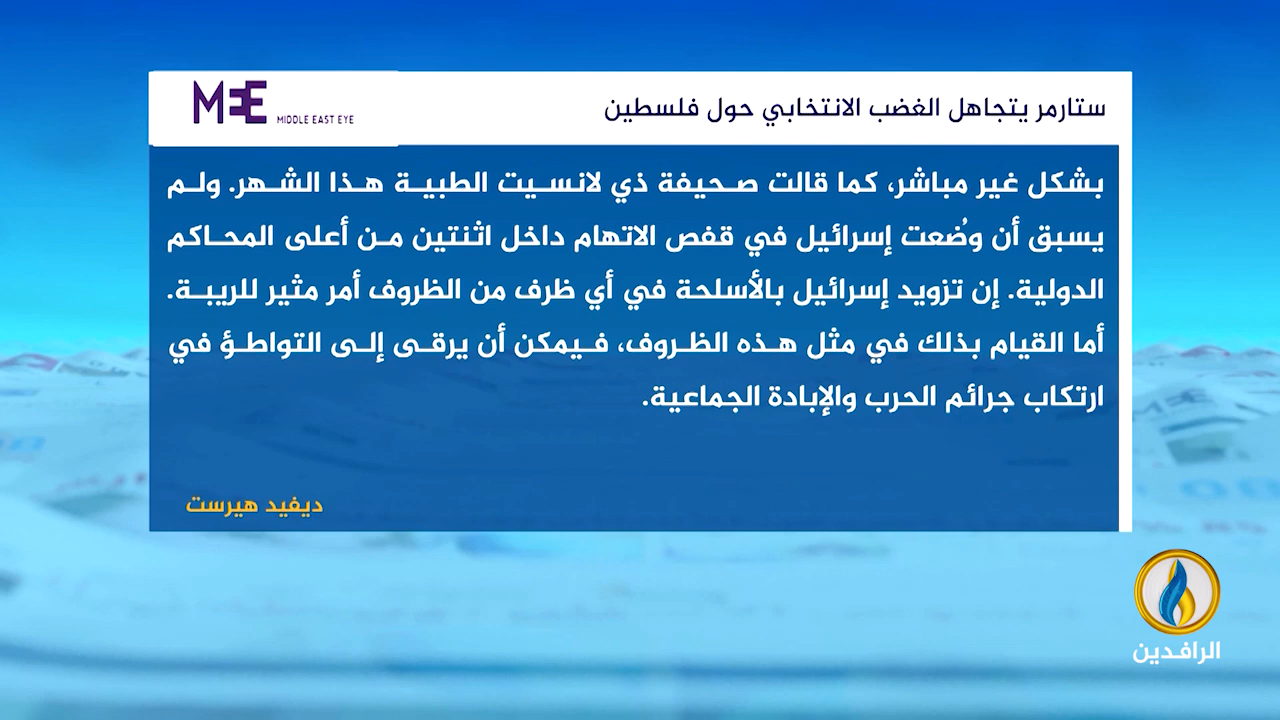 MEE MIDDLE EAST EYE
ستارمر يتجاهل الغضب الانتخابي حول فلسطين
بشكل غير مباشر، كما قالت صحيفة ذي لانسيت الطبية هذا الشهر. ولم
يسبق أن وُضعت إسرائيل في قفص الاتهام داخل اثنتين من أعلى المحاكم
الدولية. إن تزويد إسرائيل بالأسلحة في أي ظرف من الظروف أمر مثير للريبة.
أما القيام بذلك في مثل هذه الظروف، فيمكن أن يرقى إلى التواطؤ في
ارتكاب جرائم الحرب والإبادة الجماعية.
ديفيد هيرست
الرافدين